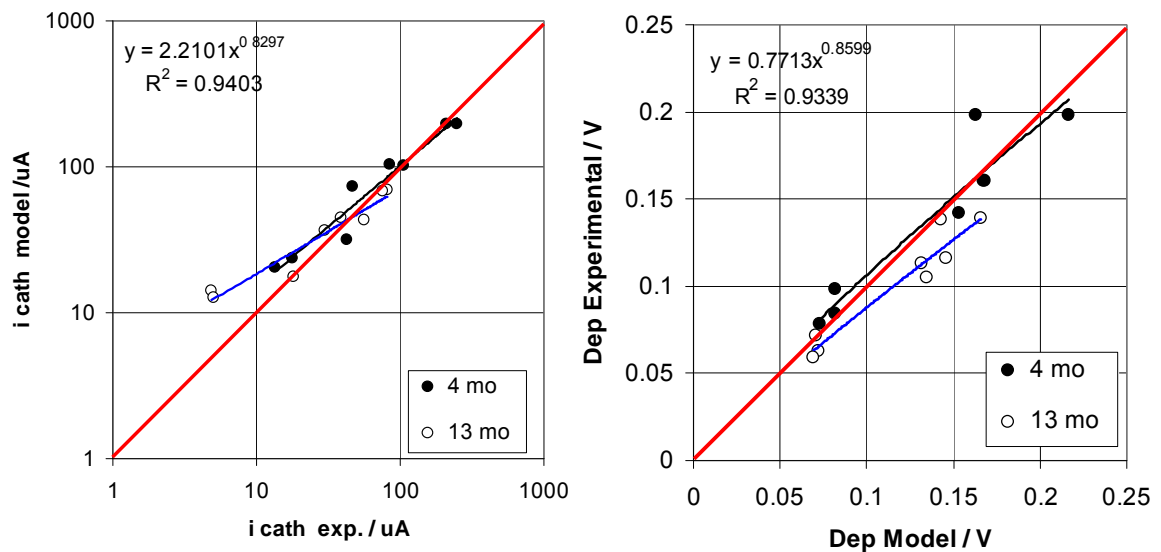 y = 2.2101x^0 8297
R^2 = 0.9403
1000
100
10
1
1
10
100
1000
i cath model /uA
i cath exp. / uA
4 mo
13 mo
y = 0.7713x^0.8599
R^2 = 0.9339
0.25
0.2
0.15
0.1
0.05
0
0
0.05
0.1
0.15
0.2
0.25
Dep Experimental / V
Dep Model / V
4 mo
13 mo